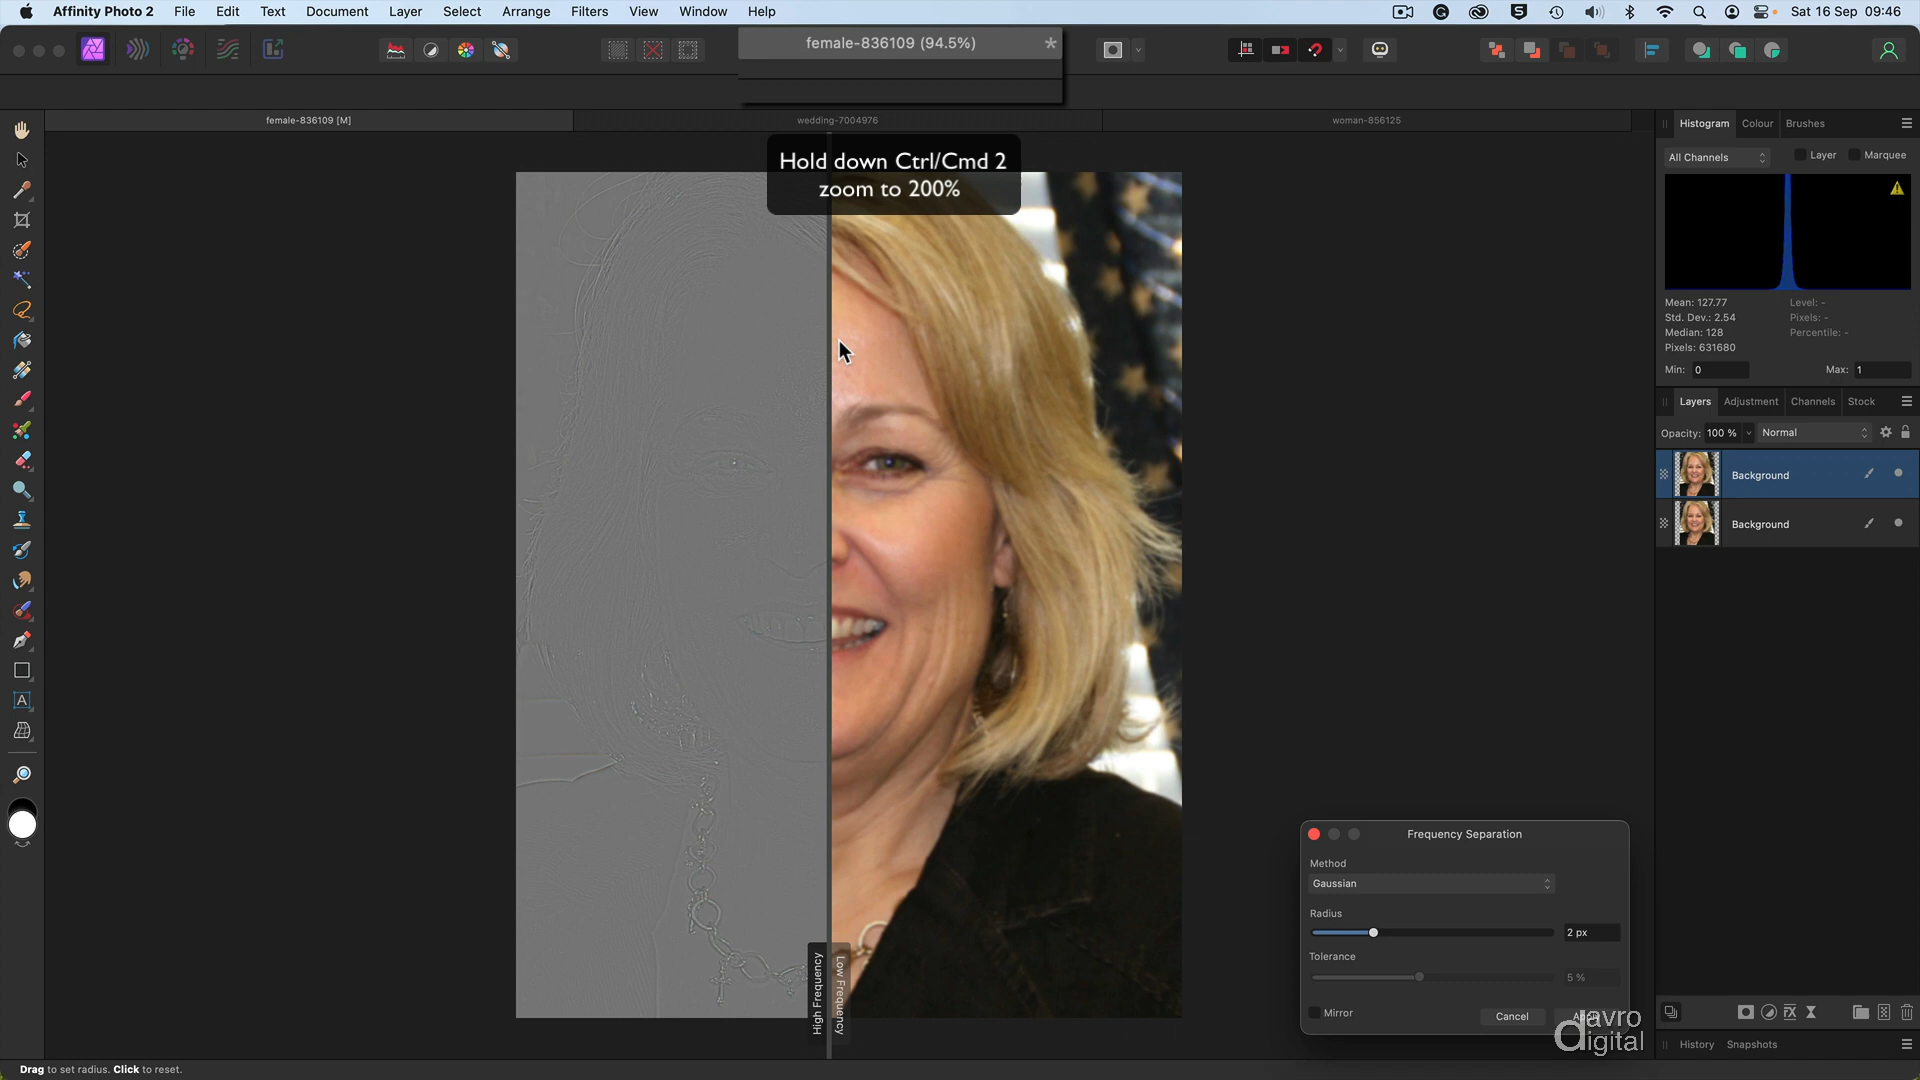 Affinity Photo 2 File Edit Text Document Layer Select Arrange Filters View Window Help
Sat 16 Sep 09:46
female-836109 (94.5%)
female-836109 [M]
wedding-7004976
woman-856125
Hold down Ctrl/Cmd 2
zoom to 200%
Histogram Colour Brushes
All Channels Layer Marquee
Mean: 127.77 Level: -
Std. Dev.: 2.54 Pixels: -
Median: 128 Percentile: -
Pixels: 631680
Min: 0 Max: 1
Layers Adjustment Channels Stock
Opacity: 100 % Normal
Background
Background
Frequency Separation
Method
Gaussian
Radius
2 px
Tolerance
5 %
Mirror Cancel
High Frequency
Low Frequency
davro
digital
History Snapshots
Drag to set radius. Click to reset.